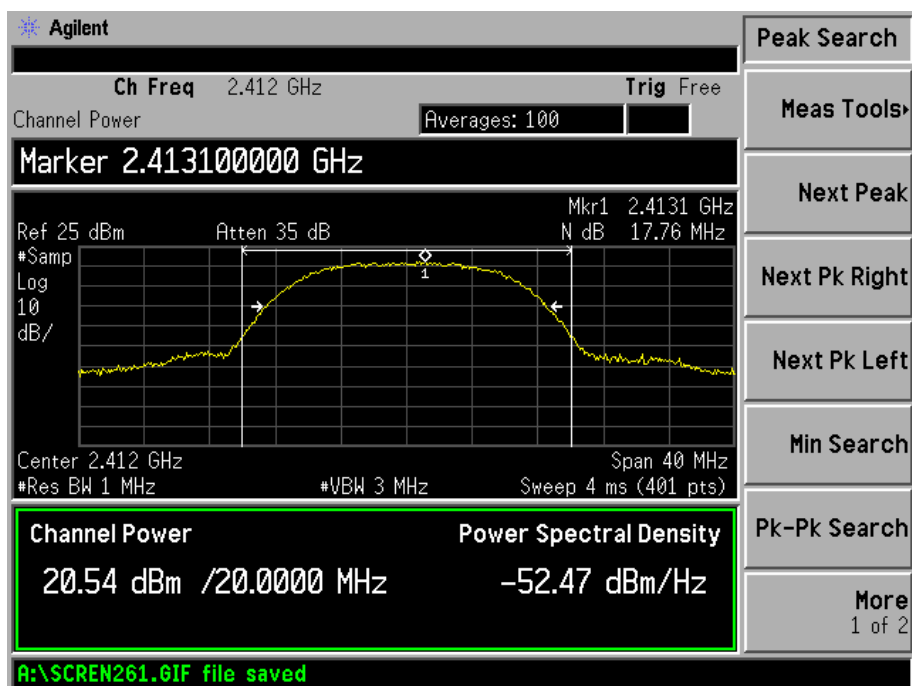 Agilent
Peak Search
Ch Freq 2.412 GHz Trig Free
Channel Power Averages: 100
Meas Tools
Marker 2.413100000 GHz
Mkr1 2.4131 GHz
Ref 25 dBm Atten 35 dB N dB 17.76 MHz
Next Peak
#Samp
Log
10
dB/
1
Next Pk Right
Next Pk Left
Center 2.412 GHz Span 40 MHz
#Res BW 1 MHz #VBW 3 MHz Sweep 4 ms (401 pts)
Min Search
Channel Power Power Spectral Density
20.54 dBm /20.0000 MHz -52.47 dBm/Hz
Pk-Pk Search
More
1 of 2
A:\SCREN261.GIF file saved